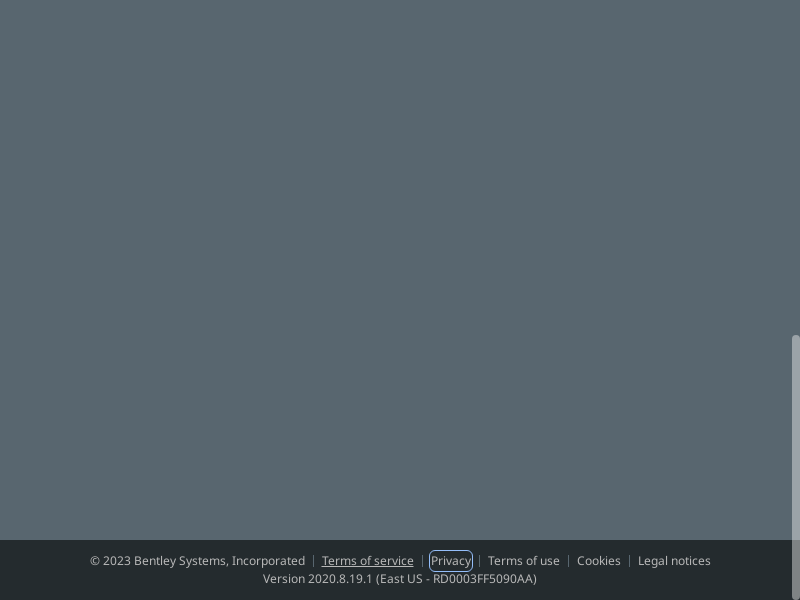 © 2023 Bentley Systems, Incorporated | Terms of service | Privacy | Terms of use | Cookies | Legal notices
Version 2020.8.19.1 (East US - RD0003FF5090AA)